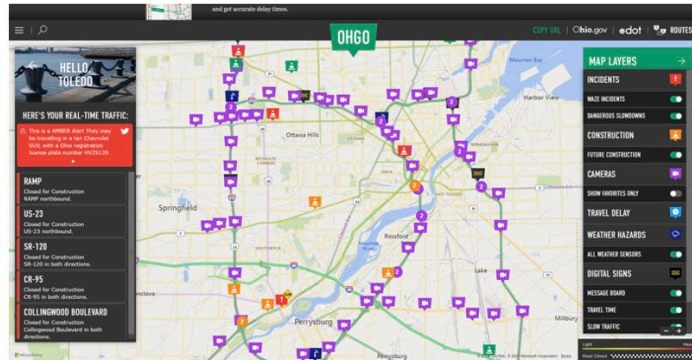 and get accurate delay times.
OHGO
COPY URL
Ohio.gov
ROUTES
HELLO,
TOLEDO
HERE'S YOUR REAL-TIME TRAFFIC:
This is a AMBER Alert They may
be travelling in a tan Chevrolet
SUV, with a Ohio registration
license plate number HVZ6139.
RAMP
Closed for Construction
RAMP northbound.
US-23
Closed for Construction
US-23 northbound.
SR-120
Closed for Construction
SR-120 in both directions.
CR-95
Closed for Construction
CR-95 in both directions.
COLLINGWOOD BOULEVARD
Closed for Construction
Collingwood Boulevard in both
directions.
Maumee Bay
Harbor View
Ottawa Hills
Springfield
Rossford
Lake
Perrysburg
Perrysburg
Millbury
MAP LAYERS
INCIDENTS
WAZE INCIDENTS
DANGEROUS SLOWDOWNS
CONSTRUCTION
FUTURE CONSTRUCTION
CAMERAS
SHOW FAVORITES ONLY
TRAVEL DELAY
WEATHER HAZARDS
ALL WEATHER SENSORS
DIGITAL SIGNS
MESSAGE BOARD
TRAVEL TIME
SLOW TRAFFIC
Light
Road Closed